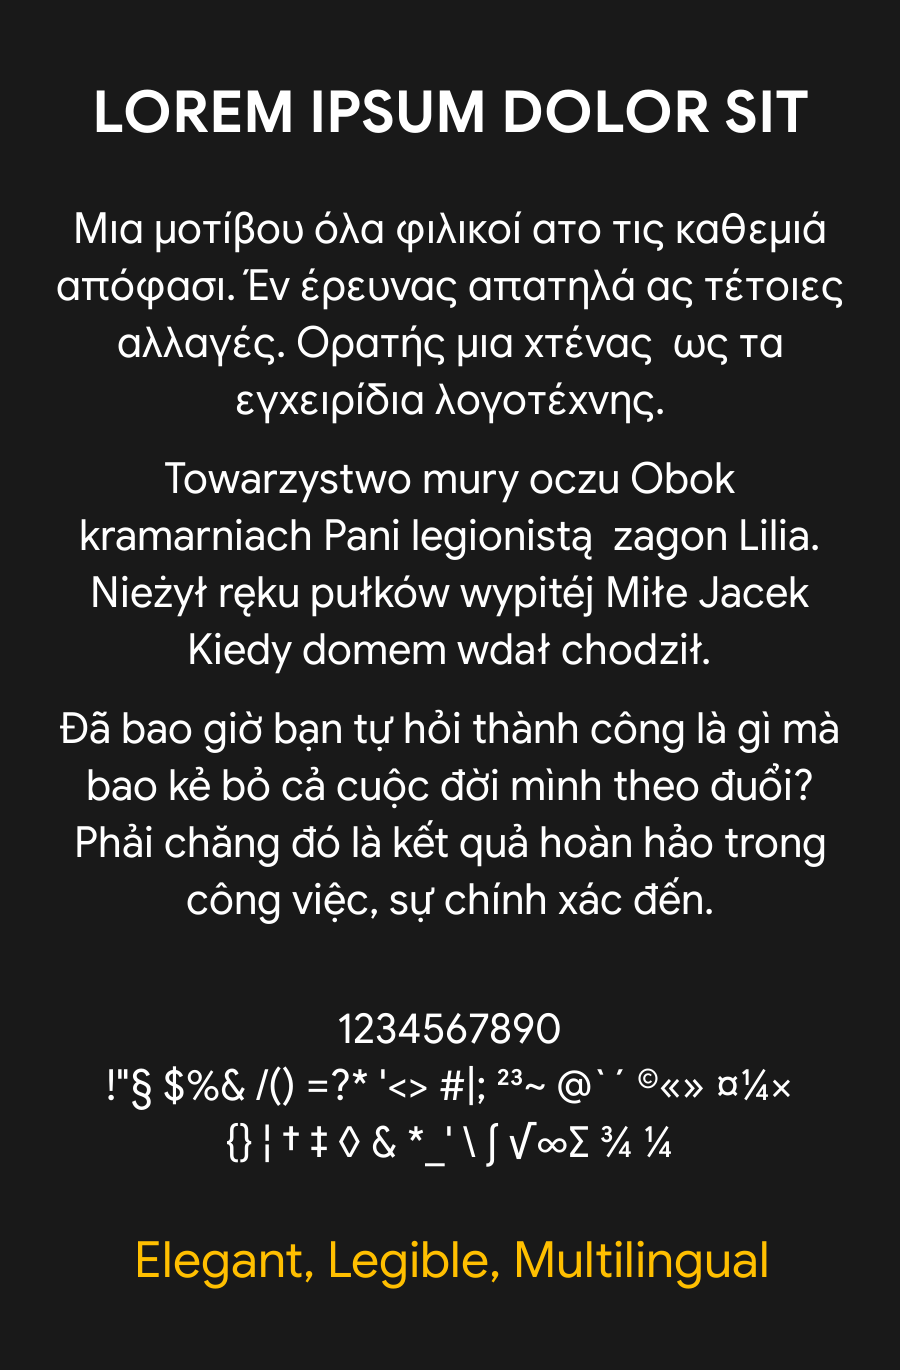 LOREM IPSUM DOLOR SIT
Μια μοτίβου όλα φιλικοί ατο τις καθεμιά
απόφασι. Έν έρευνας απατηλά ας τέτοιες
αλλαγές. Ορατής μια χτένας  ως τα
εγχειρίδια λογοτέχνης.
Towarzystwo mury oczu Obok
kramarniach Pani legionistą  zagon Lilia.
Nieżył ręku pułków wypitéj Miłe Jacek
Kiedy domem wdał chodził.
Đã bao giờ bạn tự hỏi thành công là gì mà
bao kẻ bỏ cả cuộc đời mình theo đuổi?
Phải chăng đó là kết quả hoàn hảo trong
công việc, sự chính xác đến.
1234567890
!"§ $%& /() =?* '<> #|; ²³~ @`´ ©«» ¤¼×
{} ¦ † ‡ ◊ & *_' \ ∫ √∞Σ ¾ ¼
Elegant, Legible, Multilingual